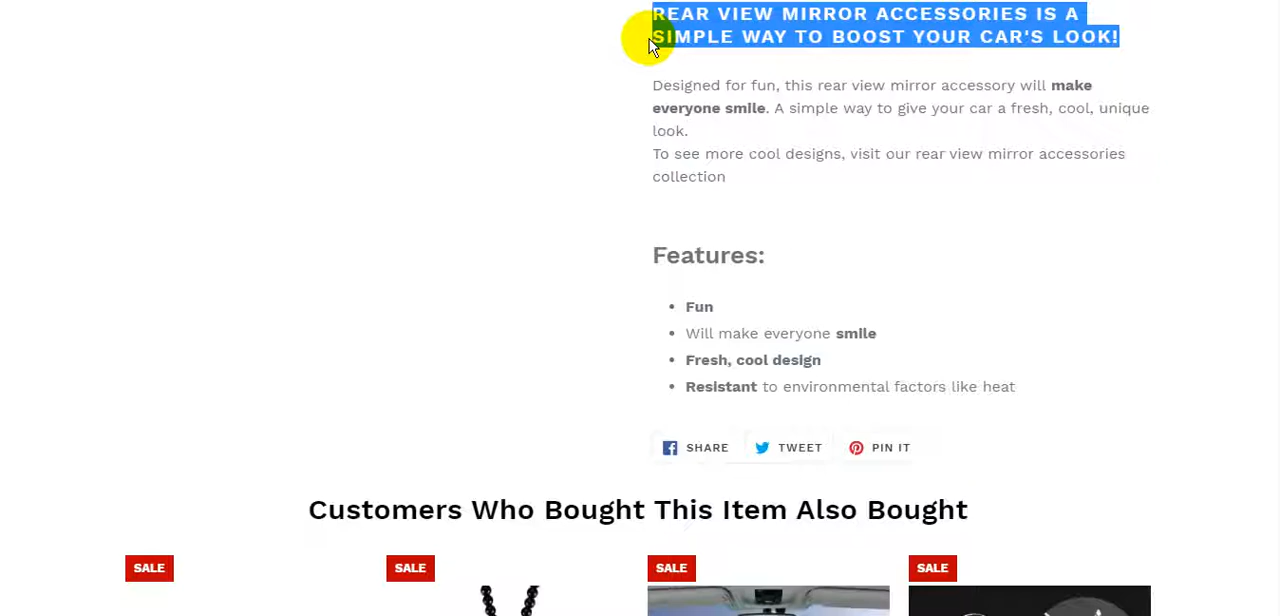 REAR VIEW MIRROR ACCESSORIES IS A
SIMPLE WAY TO BOOST YOUR CAR'S LOOK!
Designed for fun, this rear view mirror accessory will make
everyone smile. A simple way to give your car a fresh, cool, unique
look.
To see more cool designs, visit our rear view mirror accessories
collection
Features:
Fun
Will make everyone smile
Fresh, cool design
Resistant to environmental factors like heat
SHARE TWEET PIN IT
Customers Who Bought This Item Also Bought
SALE SALE SALE SALE